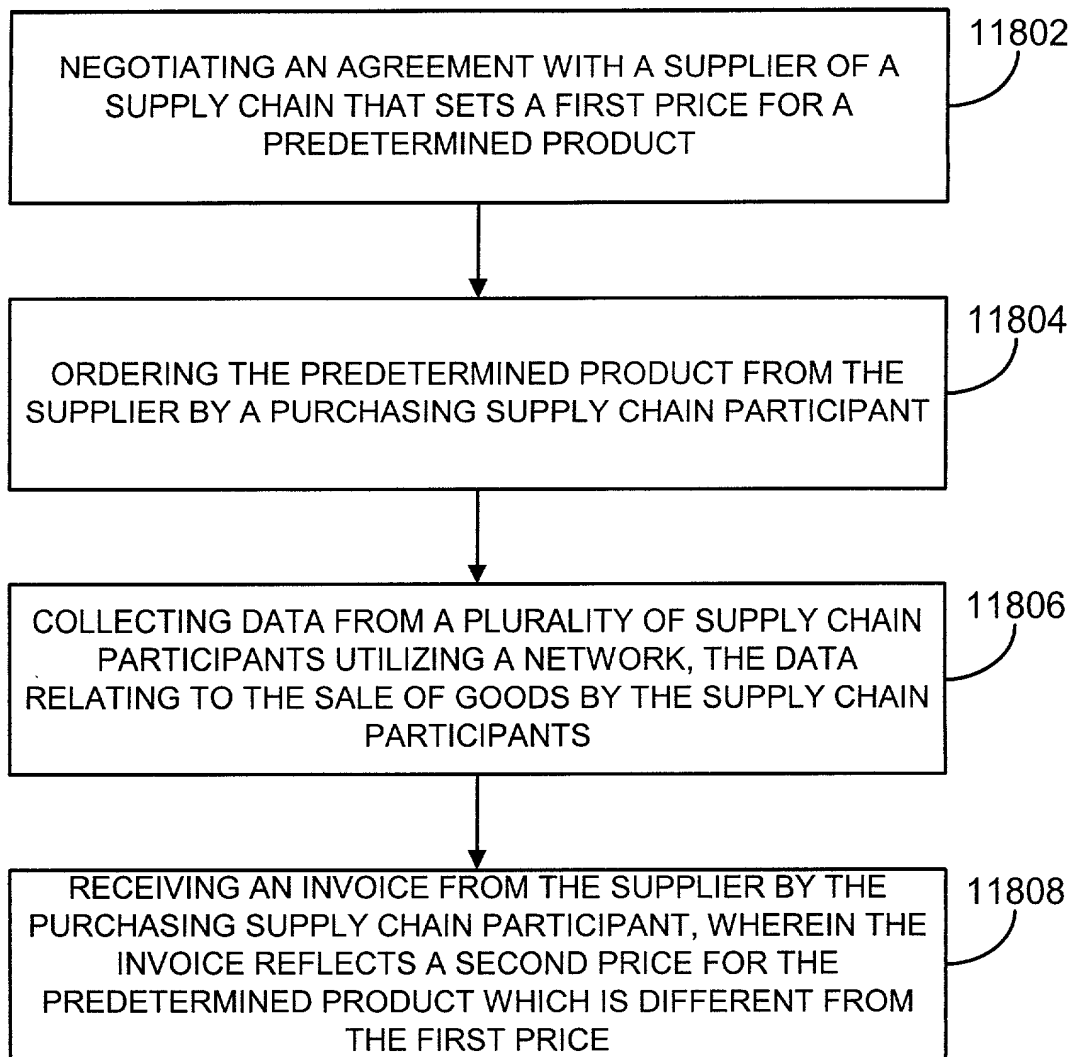 11802
NEGOTIATING AN AGREEMENT WITH A SUPPLIER OF A
SUPPLY CHAIN THAT SETS A FIRST PRICE FOR A
PREDETERMINED PRODUCT
11804
ORDERING THE PREDETERMINED PRODUCT FROM THE
SUPPLIER BY A PURCHASING SUPPLY CHAIN PARTICIPANT
11806
COLLECTING DATA FROM A PLURALITY OF SUPPLY CHAIN
PARTICIPANTS UTILIZING A NETWORK, THE DATA
RELATING TO THE SALE OF GOODS BY THE SUPPLY CHAIN
PARTICIPANTS
11808
RECEIVING AN INVOICE FROM THE SUPPLIER BY THE
PURCHASING SUPPLY CHAIN PARTICIPANT, WHEREIN THE
INVOICE REFLECTS A SECOND PRICE FOR THE
PREDETERMINED PRODUCT WHICH IS DIFFERENT FROM
THE FIRST PRICE